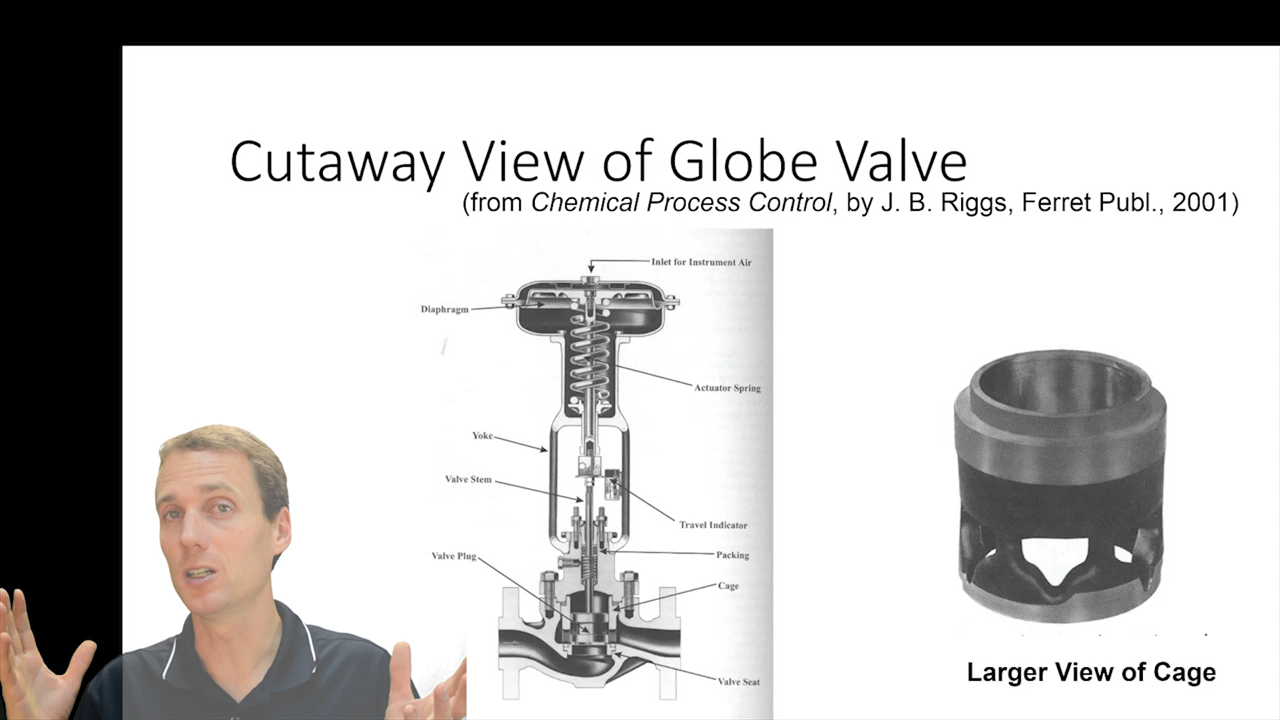 Cutaway View of Globe Valve
(from Chemical Process Control, by J. B. Riggs, Ferret Publ., 2001)
Inlet for Instrument Air
Diaphragm
Actuator Spring
Yoke
Valve Stem
Travel Indicator
Valve Plug
Packing
Cage
Valve Seat
Larger View of Cage